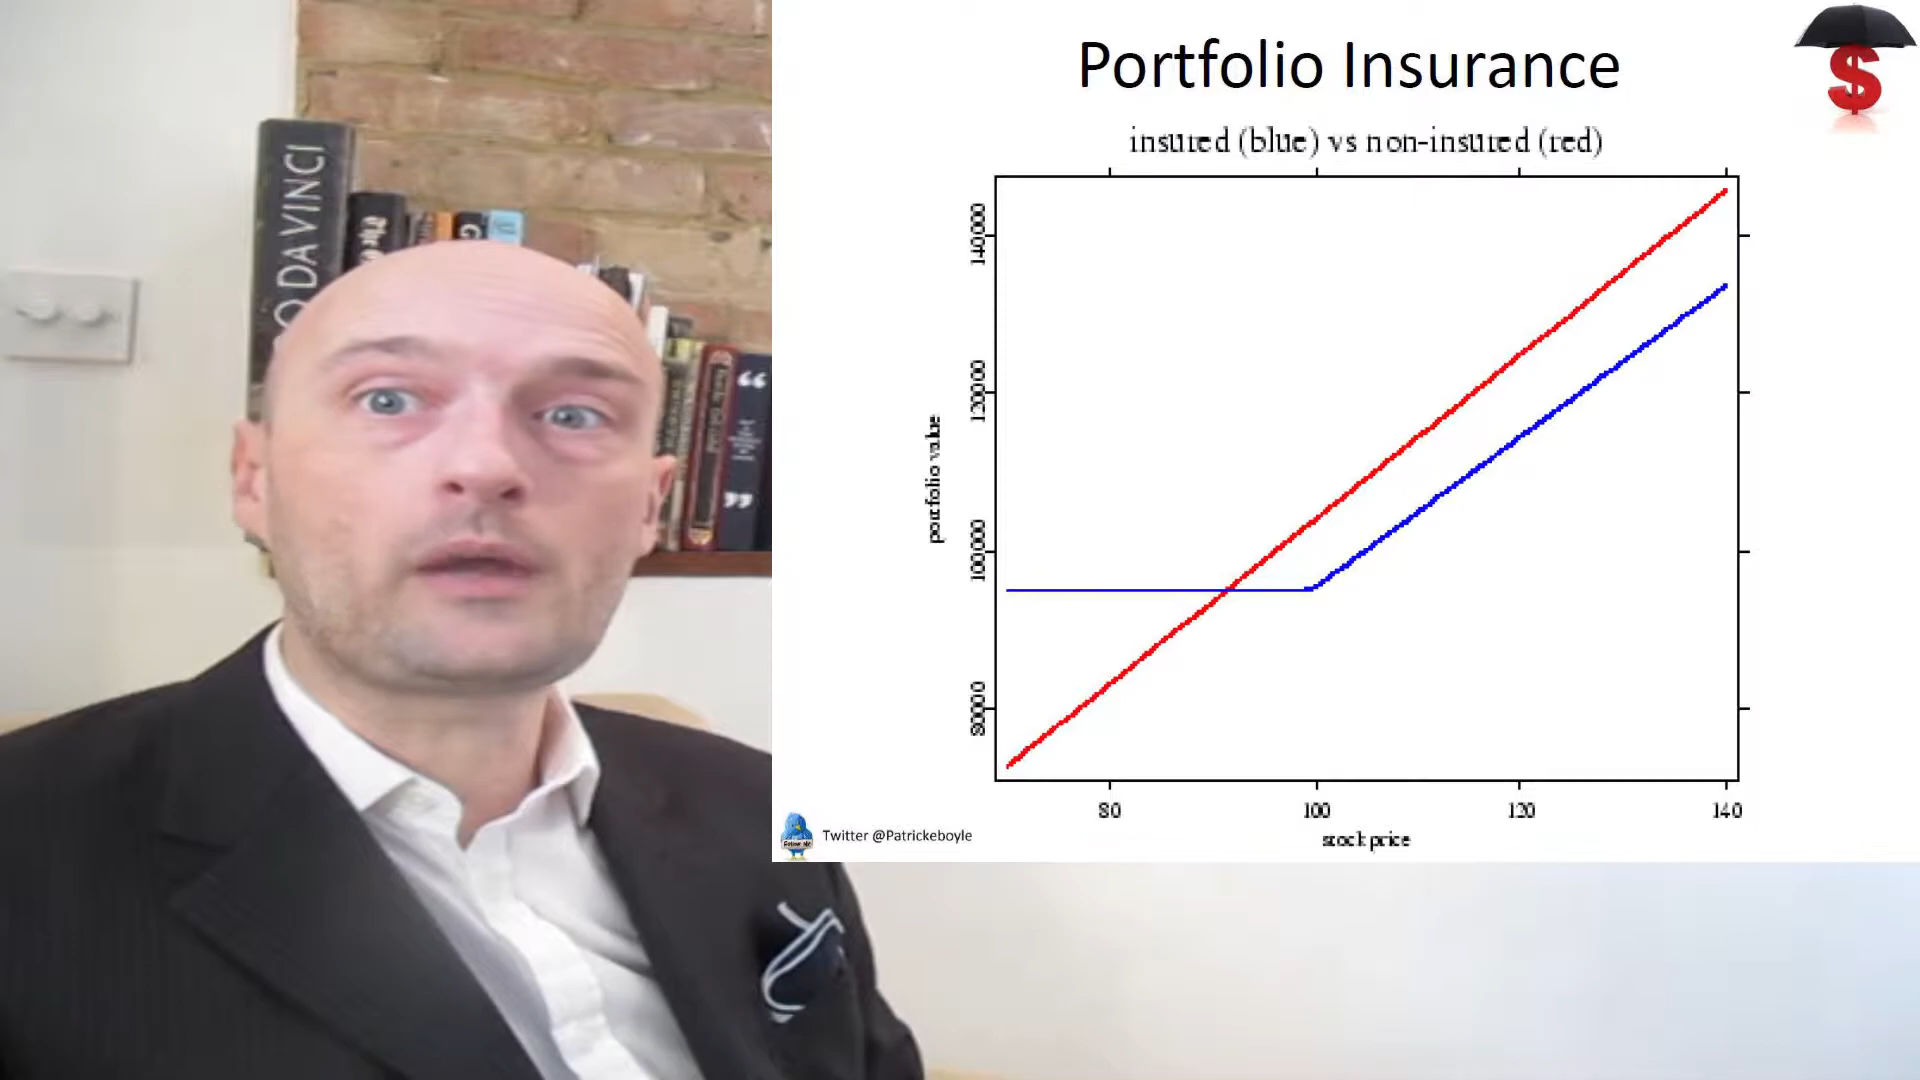 Portfolio Insurance
$
insured (blue) vs non-insured (red)
140000
120000
100000
80000
portfolio value
80 100 120 140
stock price
Twitter @Patrickeboyle
O DA VINCI
The
G
“
”